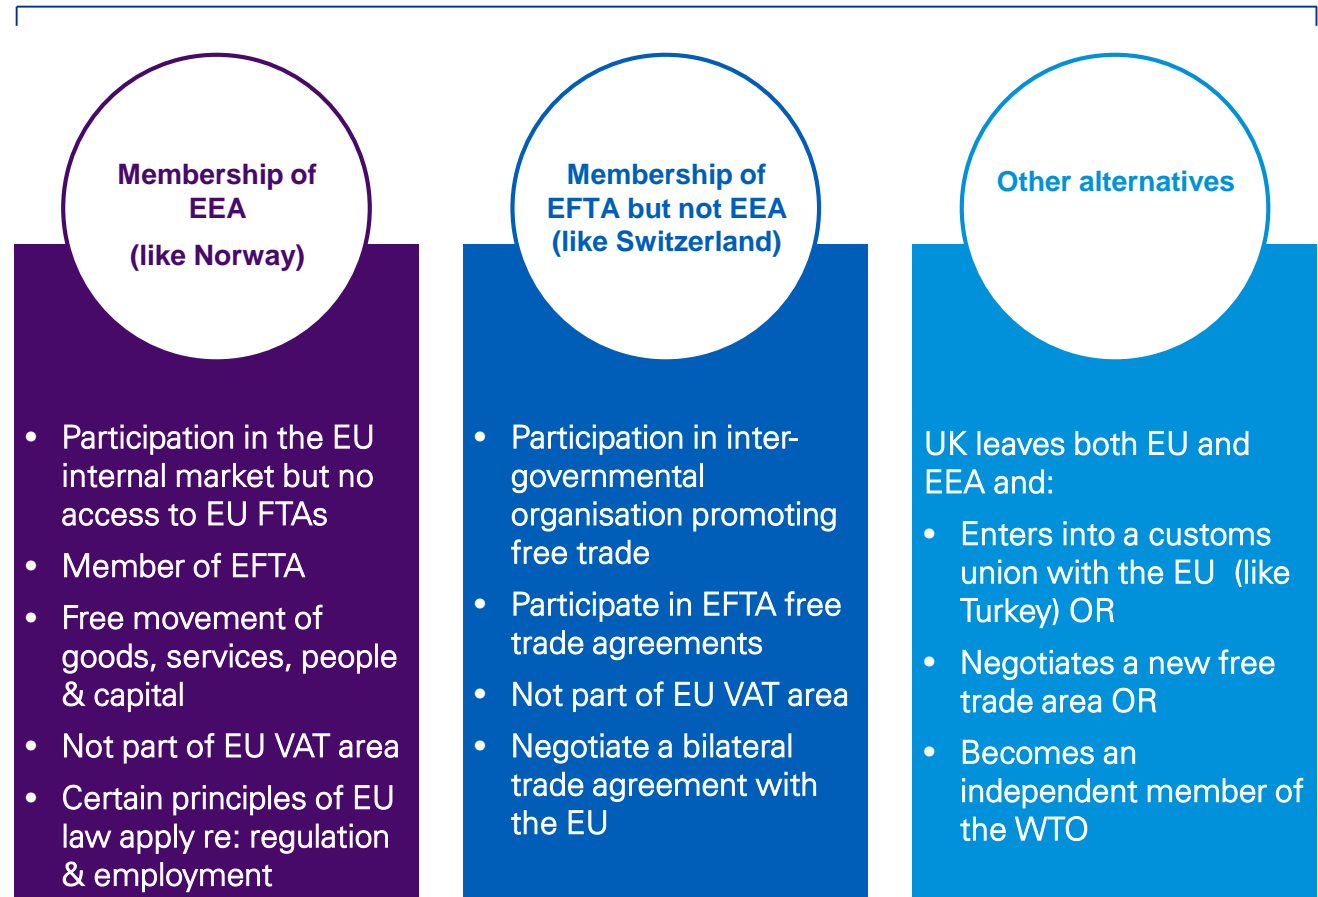 Membership of
EEA
(like Norway)
• Participation in the EU
internal market but no
access to EU FTAs
• Member of EFTA
• Free movement of
goods, services, people
& capital
• Not part of EU VAT area
• Certain principles of EU
law apply re: regulation
& employment
Membership of
EFTA but not EEA
(like Switzerland)
• Participation in inter-
governmental
organisation promoting
free trade
• Participate in EFTA free
trade agreements
• Not part of EU VAT area
• Negotiate a bilateral
trade agreement with
the EU
Other alternatives
UK leaves both EU and
EEA and:
• Enters into a customs
union with the EU (like
Turkey) OR
• Negotiates a new free
trade area OR
• Becomes an
independent member of
the WTO